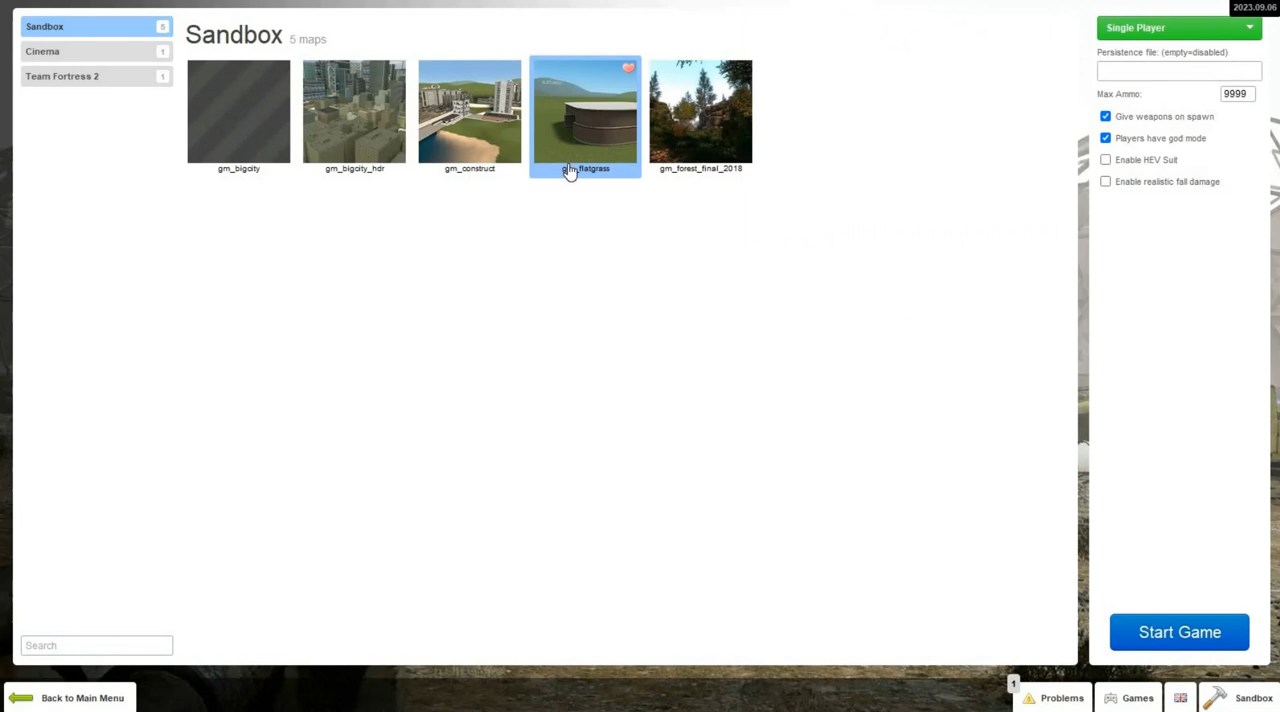 2023.09.06
Sandbox 5
Cinema 1
Team Fortress 2 1
Sandbox 5 maps
gm_bigcity
gm_bigcity_hdr
gm_construct
gm_flatgrass
gm_forest_final_2018
Search
Single Player
Persistence file: (empty=disabled)
Max Ammo: 9999
Give weapons on spawn
Players have god mode
Enable HEV Suit
Enable realistic fall damage
Start Game
Back to Main Menu
1
Problems
Games
Sandbox